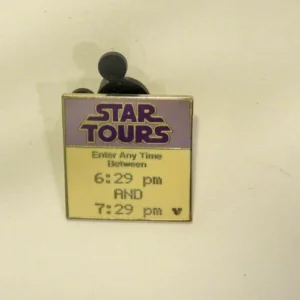 STAR
TOURS
Enter Any Time
Between
6:29 pm
AND
7:29 pm